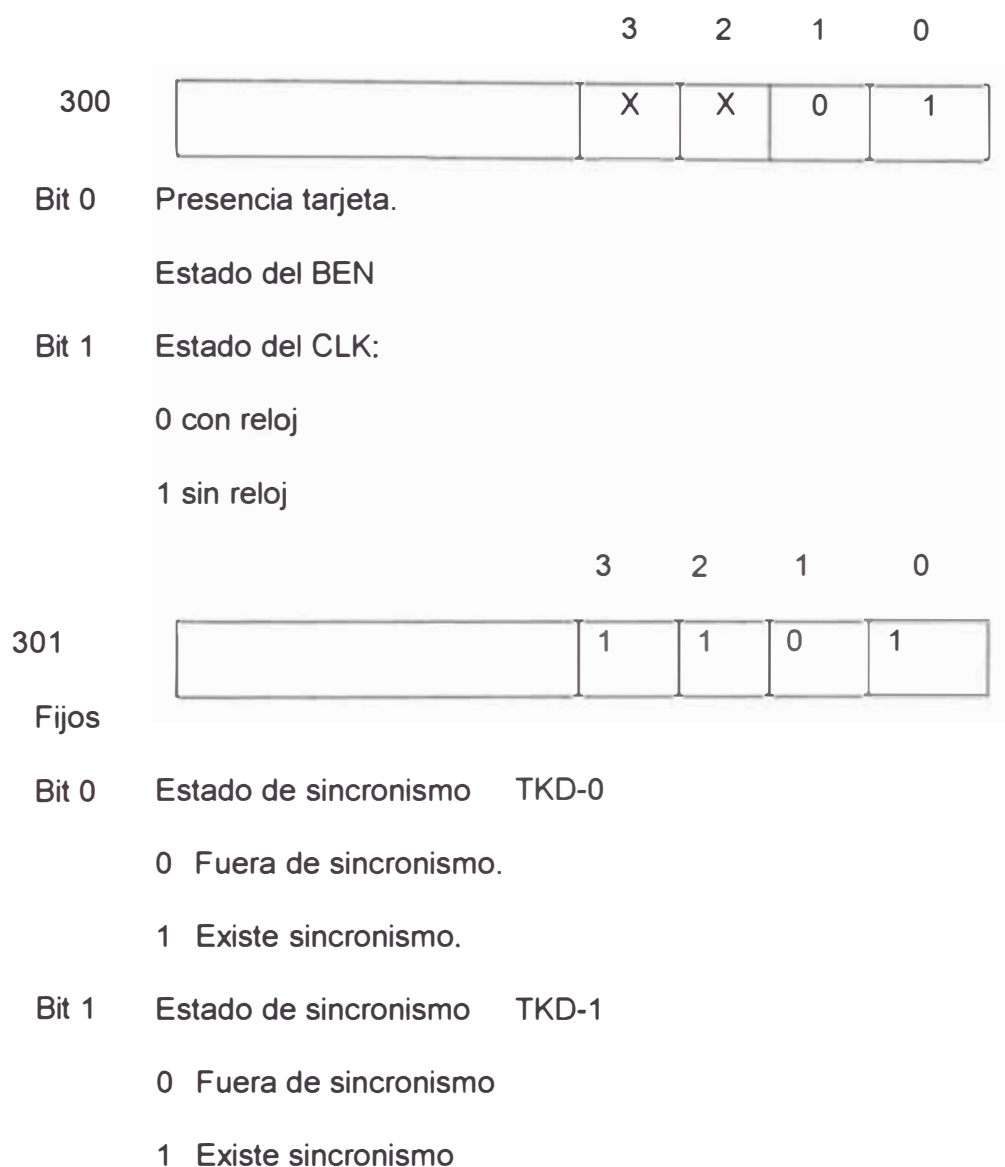 3 2 1 0
300 X X 0 1
Bit 0 Presencia tarjeta.
Estado del BEN
Bit 1 Estado del CLK:
0 con reloj
1 sin reloj
3 2 1 0
301 1 1 0 1
Fijos
Bit 0 Estado de sincronismo TKD-0
0 Fuera de sincronismo.
1 Existe sincronismo.
Bit 1 Estado de sincronismo TKD-1
0 Fuera de sincronismo
1 Existe sincronismo